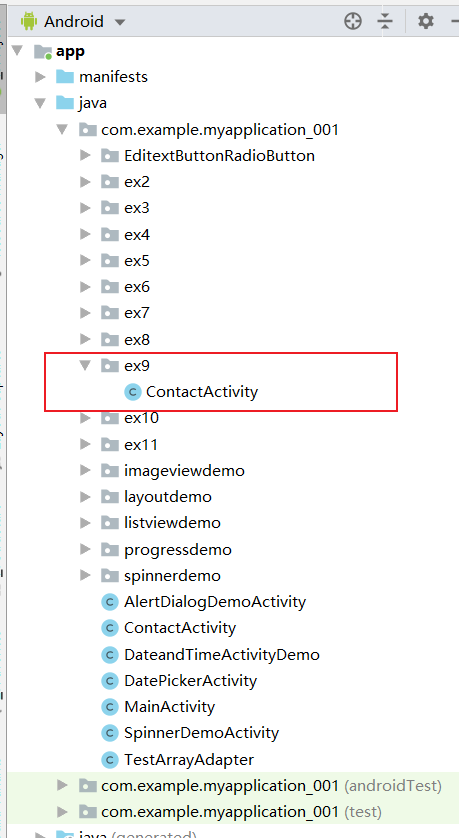 Android
app
manifests
java
com.example.myapplication_001
EditextButtonRadioButton
ex2
ex3
ex4
ex5
ex6
ex7
ex8
ex9
ContactActivity
ex10
ex11
imageviewdemo
layoutdemo
listviewdemo
progressdemo
spinnerdemo
AlertDialogDemoActivity
ContactActivity
DateandTimeActivityDemo
DatePickerActivity
MainActivity
SpinnerDemoActivity
TestArrayAdapter
com.example.myapplication_001 (androidTest)
com.example.myapplication_001 (test)
java (generated)